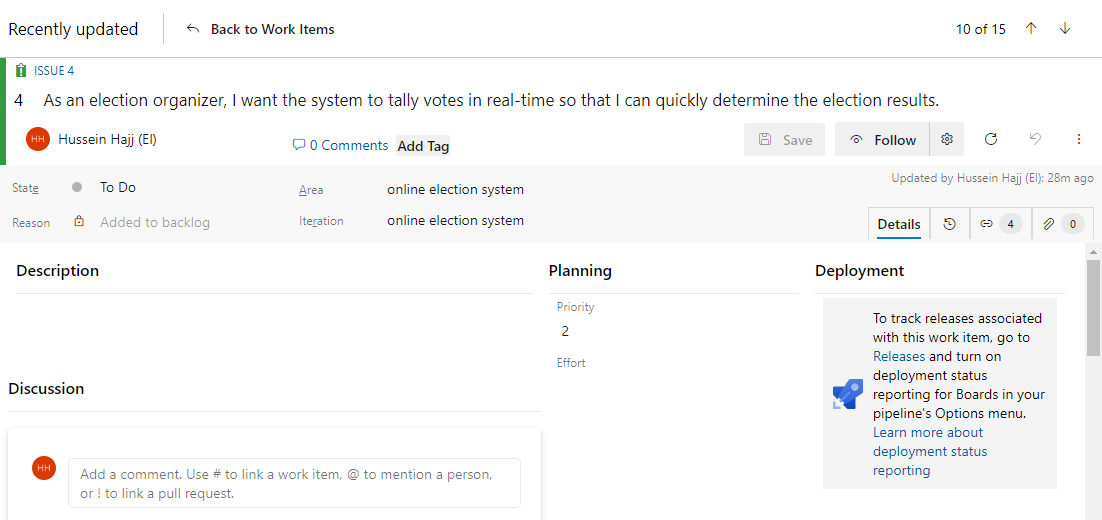 Recently updated
Back to Work Items
10 of 15
ISSUE 4
4 As an election organizer, I want the system to tally votes in real-time so that I can quickly determine the election results.
HH Hussein Hajj (EI)
0 Comments
Add Tag
Save
Follow
State
To Do
Area
online election system
Updated by Hussein Hajj (EI): 28m ago
Reason
Added to backlog
Iteration
online election system
Details
4
0
Description
Planning
Deployment
Priority
2
Effort
To track releases associated
with this work item, go to
Releases and turn on
deployment status
reporting for Boards in your
pipeline's Options menu.
Learn more about
deployment status
reporting
Discussion
HH
Add a comment. Use # to link a work item, @ to mention a person,
or ! to link a pull request.